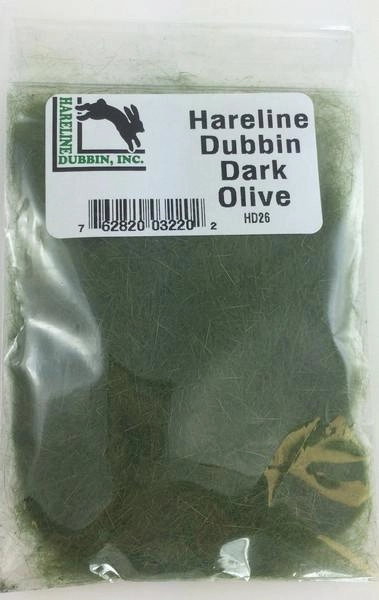 HARELINE
DUBBIN, INC.
Hareline
Dubbin
Dark
Olive
HD26
7 62820 03220 2